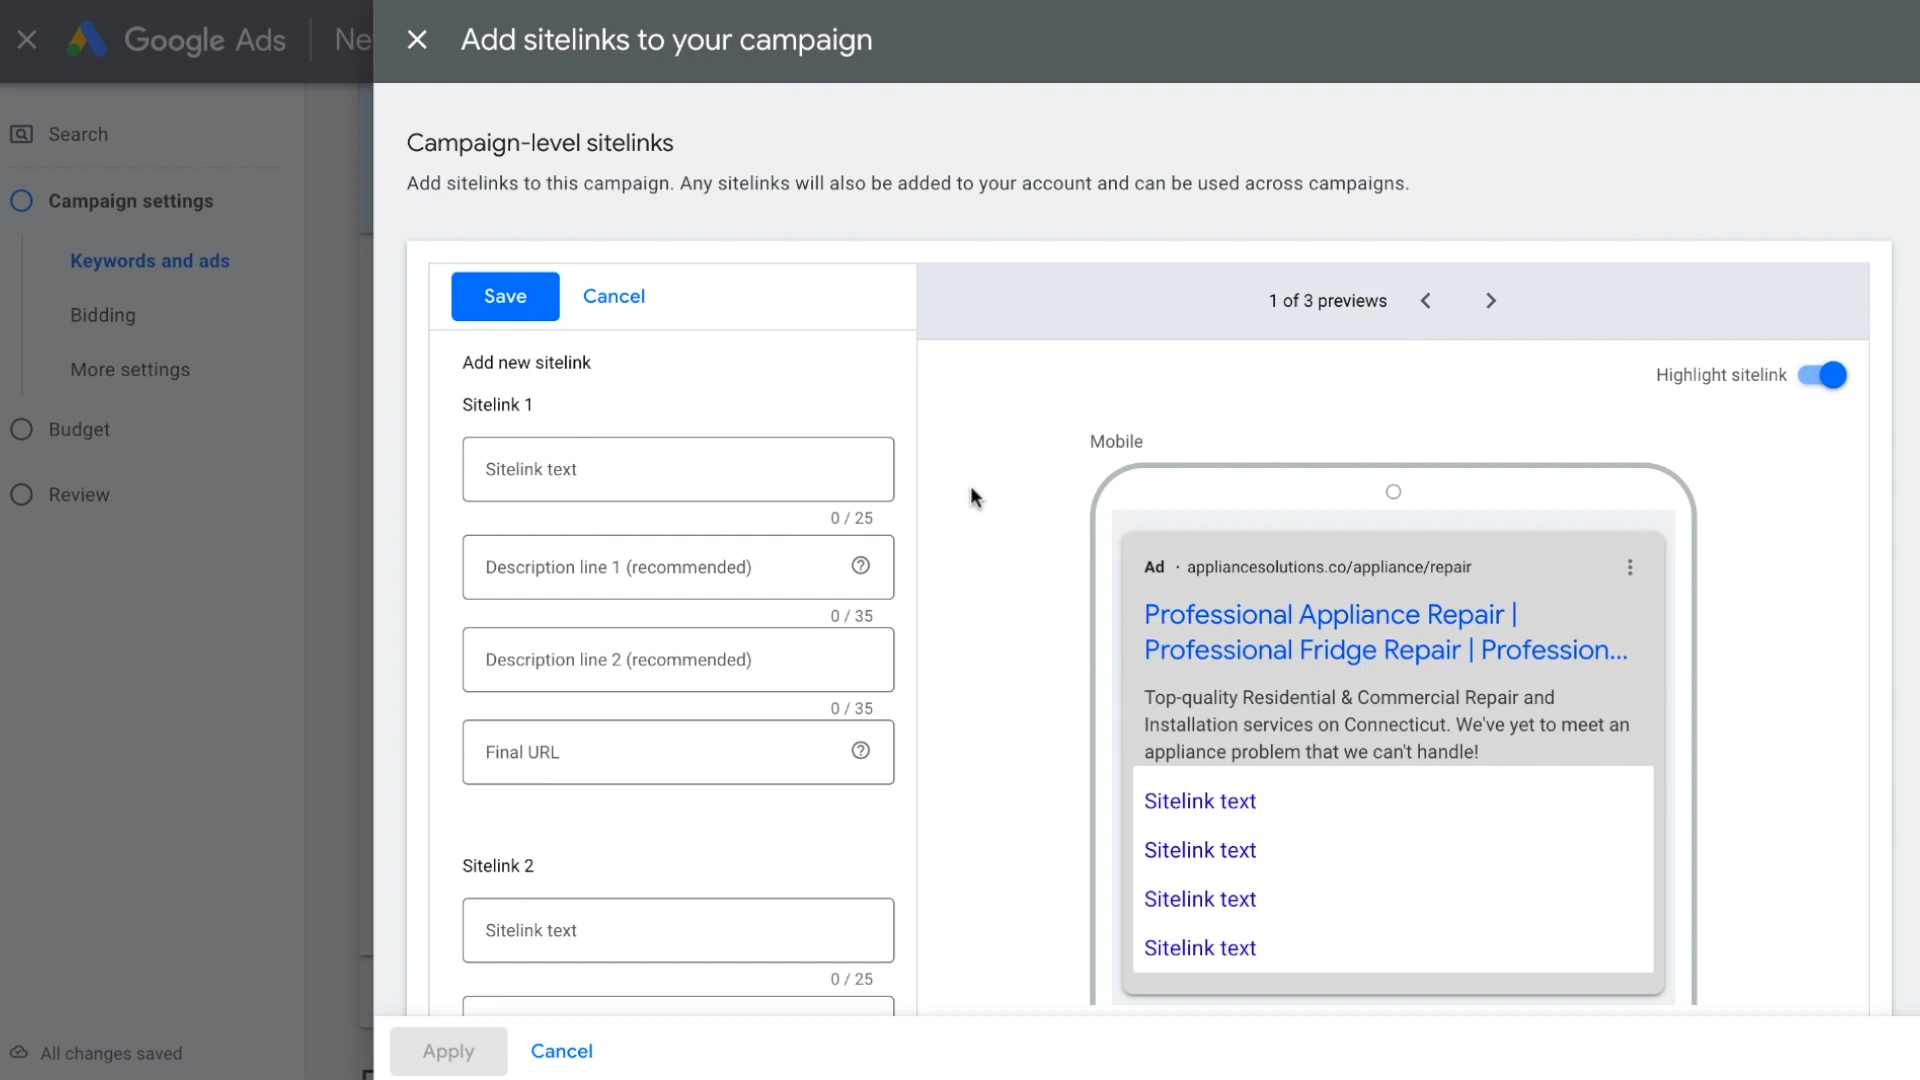 Google Ads
Ne
Add sitelinks to your campaign
Search
Campaign settings
Keywords and ads
Bidding
More settings
Budget
Review
All changes saved
Campaign-level sitelinks
Add sitelinks to this campaign. Any sitelinks will also be added to your account and can be used across campaigns.
Save
Cancel
Add new sitelink
Sitelink 1
Sitelink text
0 / 25
Description line 1 (recommended)
0 / 35
Description line 2 (recommended)
0 / 35
Final URL
Sitelink 2
Sitelink text
0 / 25
1 of 3 previews
Highlight sitelink
Mobile
Ad · appliancesolutions.co/appliance/repair
Professional Appliance Repair |
Professional Fridge Repair | Profession...
Top-quality Residential & Commercial Repair and
Installation services on Connecticut. We've yet to meet an
appliance problem that we can't handle!
Sitelink text
Sitelink text
Sitelink text
Sitelink text
Apply
Cancel